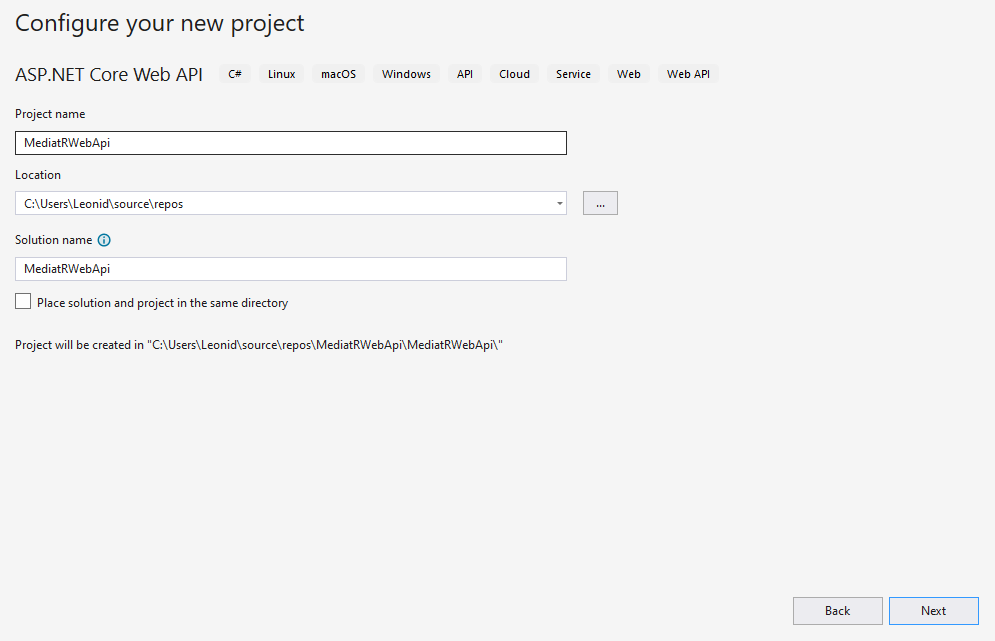 Configure your new project
ASP.NET Core Web API C# Linux macOS Windows API Cloud Service Web Web API
Project name
MediatRWebApi
Location
C:\Users\Leonid\source\repos
...
Solution name
MediatRWebApi
Place solution and project in the same directory
Project will be created in "C:\Users\Leonid\source\repos\MediatRWebApi\MediatRWebApi\"
Back Next